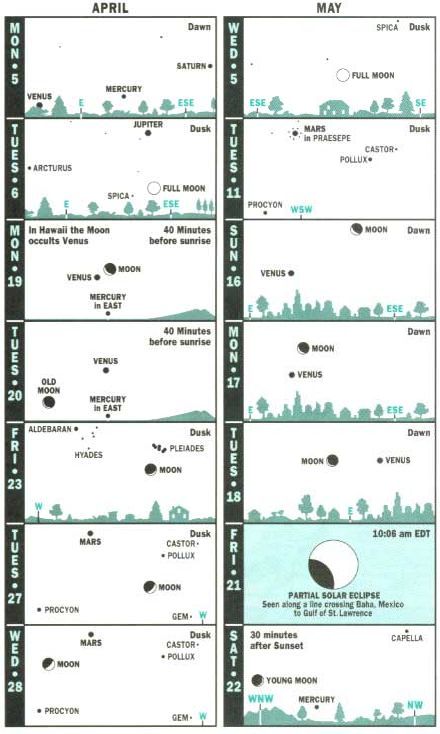 APRIL
MON • 5
Dawn
SATURN
MERCURY
VENUS
E
ESE
TUES • 6
JUPITER
Dusk
ARCTURUS
FULL MOON
SPICA
E
ESE
MON • 19
In Hawaii the Moon
occults Venus
40 Minutes
before sunrise
MOON
VENUS
MERCURY
in EAST
TUES • 20
40 Minutes
before sunrise
VENUS
OLD
MOON
MERCURY
in EAST
FRI • 23
ALDEBARAN
Dusk
HYADES
PLEIADES
MOON
W
TUES • 27
Dusk
MARS
CASTOR
POLLUX
MOON
PROCYON
GEM
W
WED • 28
Dusk
MARS
CASTOR
POLLUX
MOON
PROCYON
GEM
W
MAY
WED • 5
SPICA
Dusk
FULL MOON
ESE
SE
TUES • 11
MARS
in PRAESEPE
Dusk
CASTOR
POLLUX
PROCYON
WSW
SUN • 16
MOON
Dawn
VENUS
E
ESE
MON • 17
Dawn
MOON
VENUS
E
ESE
TUES • 18
Dawn
MOON
VENUS
E
FRI • 21
10:06 am EDT
PARTIAL SOLAR ECLIPSE
Seen along a line crossing Baha, Mexico
to Gulf of St. Lawrence
SAT • 22
30 minutes
after Sunset
CAPELLA
YOUNG MOON
WNW
MERCURY
NW